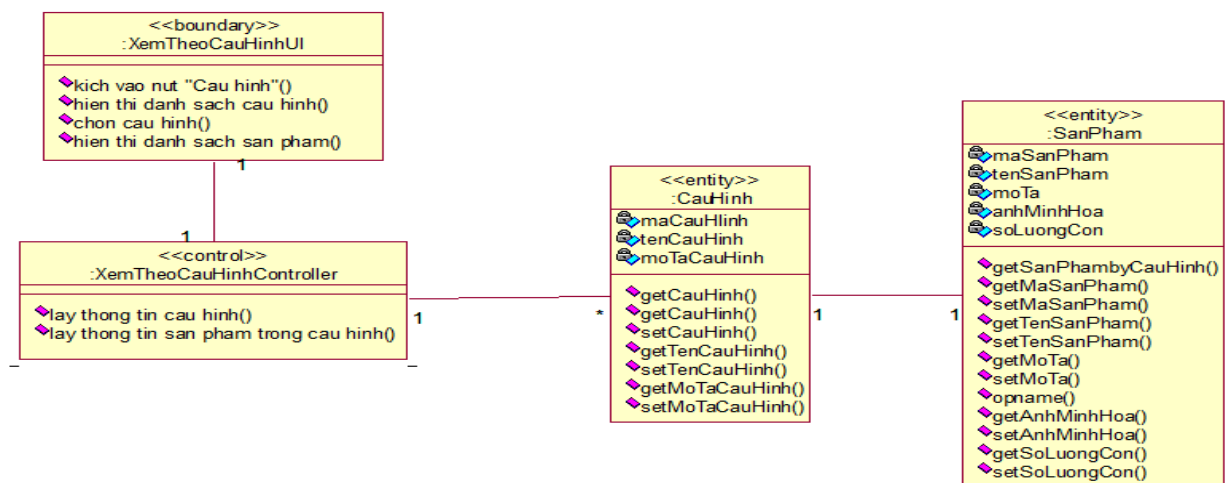 <<boundary>>
:XemTheoCauHinhUI
kich vao nut "Cau hinh"()
hien thi danh sach cau hinh()
chon cau hinh()
hien thi danh sach san pham()
1
1
<<control>>
:XemTheoCauHinhController
lay thong tin cau hinh()
lay thong tin san pham trong cau hinh()
1
*
<<entity>>
:CauHinh
maCauHlinh
tenCauHinh
moTaCauHinh
getCauHinh()
getCauHinh()
setCauHinh()
getTenCauHinh()
setTenCauHinh()
getMoTaCauHinh()
setMoTaCauHinh()
1
1
<<entity>>
:SanPham
maSanPham
tenSanPham
moTa
anhMinhHoa
soLuongCon
getSanPhambyCauHinh()
getMaSanPham()
setMaSanPham()
getTenSanPham()
setTenSanPham()
getMoTa()
setMoTa()
opname()
getAnhMinhHoa()
setAnhMinhHoa()
getSoLuongCon()
setSoLuongCon()